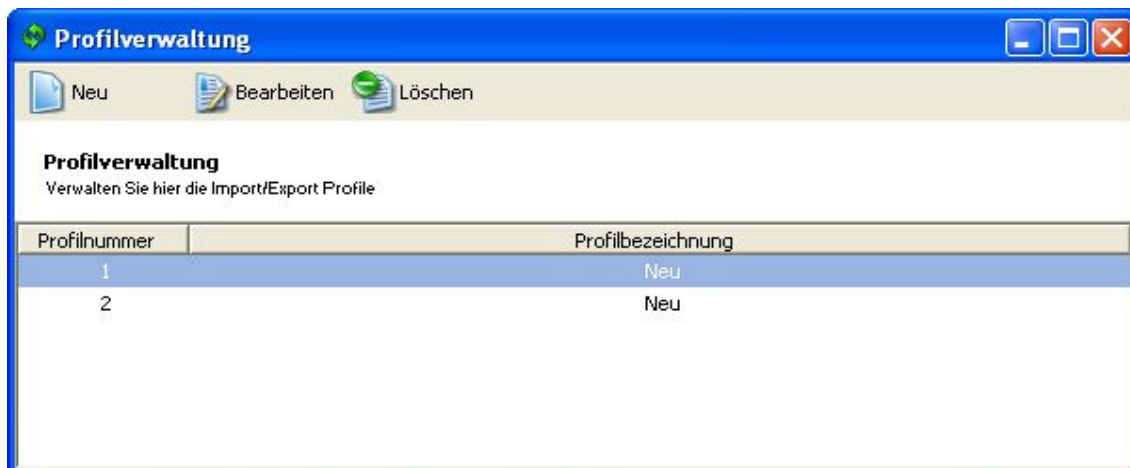 Profilverwaltung
Neu Bearbeiten Löschen
Profilverwaltung
Verwalten Sie hier die Import/Export Profile
Profilnummer Profilbezeichnung
1 Neu
2 Neu